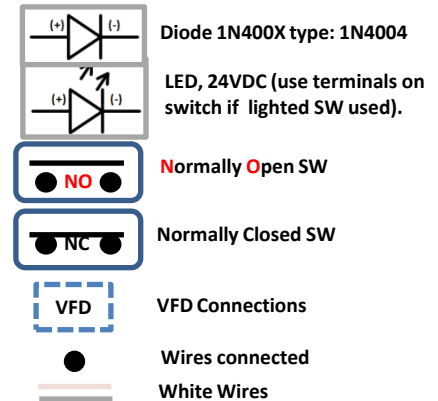 (+) (-) Diode 1N400X type: 1N4004
LED, 24VDC (use terminals on
(+) (-) switch if lighted SW used).
NO Normally Open SW
NC Normally Closed SW
VFD VFD Connections
Wires connected
White Wires